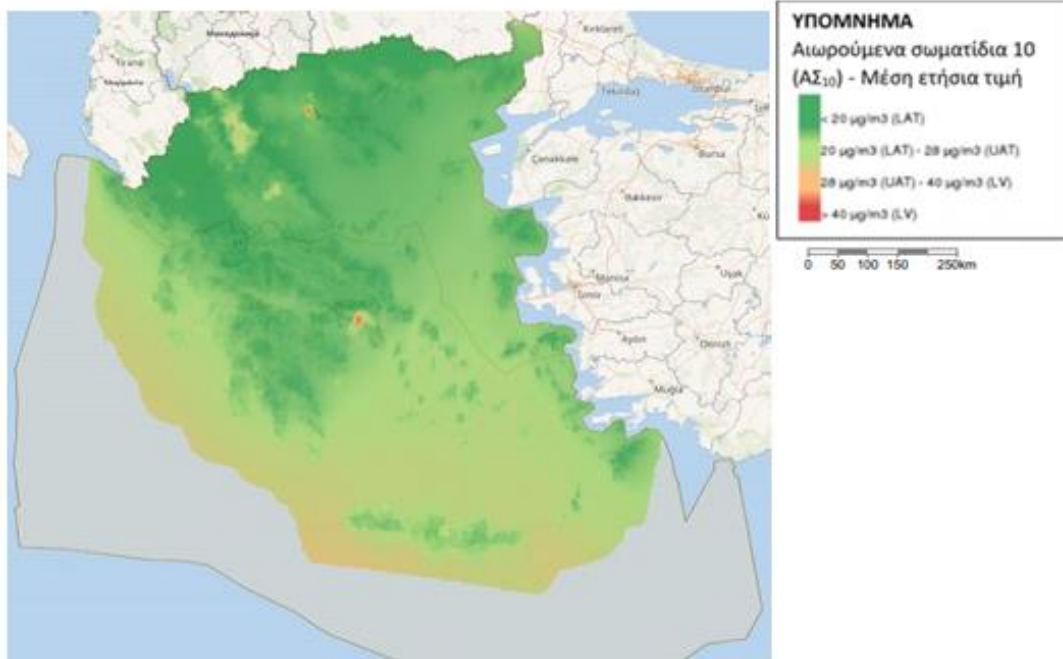 Македонија
Kırklareli
Tirane
Tekirdağ
İstanbul
Çanakkale
Bursa
Balıkesir
Manisa
İzmir
Uşak
Aydın
Denizli
Muğla
ΥΠΟΜΝΗΜΑ
Αιωρούμενα σωματίδια 10
(ΑΣ₁₀) - Μέση ετήσια τιμή
< 20 μg/m3 (LAT)
20 μg/m3 (LAT) - 28 μg/m3 (UAT)
28 μg/m3 (UAT) - 40 μg/m3 (LV)
> 40 μg/m3 (LV)
0 50 100 150 250km